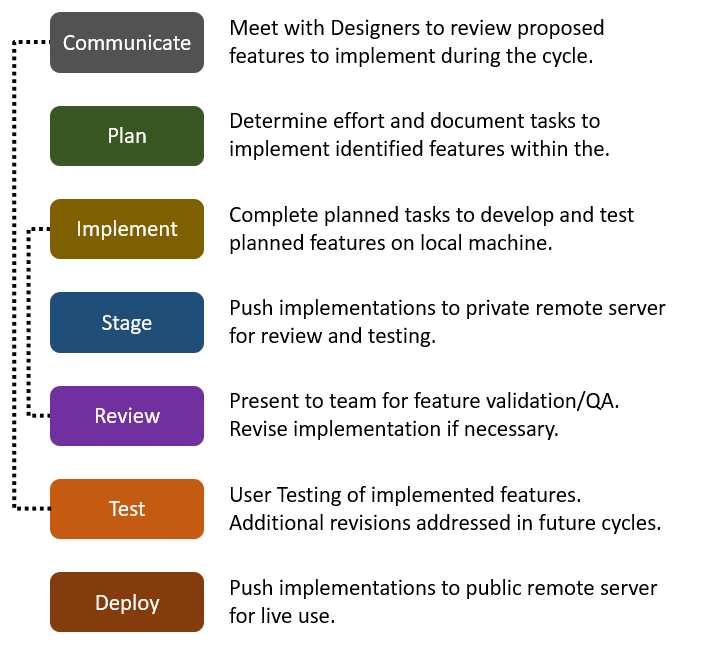 Communicate
Meet with Designers to review proposed
features to implement during the cycle.
Plan
Determine effort and document tasks to
implement identified features within the.
Implement
Complete planned tasks to develop and test
planned features on local machine.
Stage
Push implementations to private remote server
for review and testing.
Review
Present to team for feature validation/QA.
Revise implementation if necessary.
Test
User Testing of implemented features.
Additional revisions addressed in future cycles.
Deploy
Push implementations to public remote server
for live use.